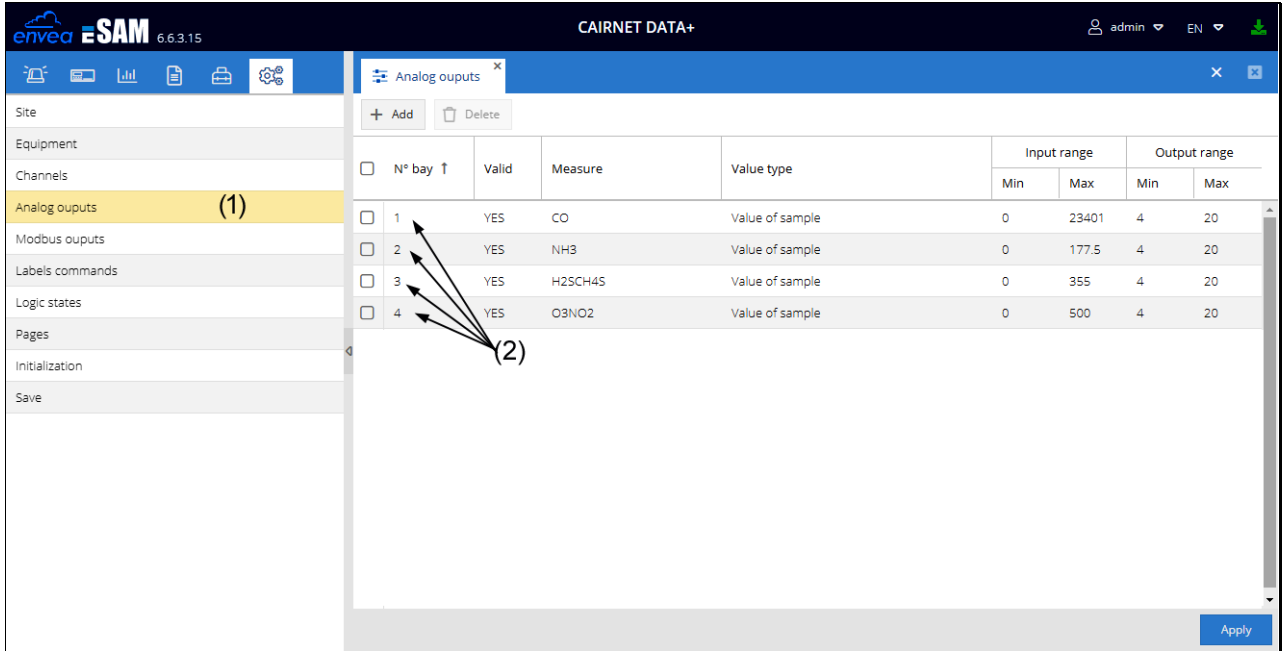 envea eSAM 6.6.3.15 CAIRNET DATA+ admin EN
Analog ouputs
Site
+ Add Delete
Equipment
N° bay ↑ Valid Measure Value type Input range Output range
Channels
Min Max Min Max
Analog ouputs (1)
1 YES CO Value of sample 0 23401 4 20
Modbus ouputs
2 YES NH3 Value of sample 0 177.5 4 20
Labels commands
3 YES H2SCH4S Value of sample 0 355 4 20
Logic states
4 YES O3NO2 Value of sample 0 500 4 20
Pages
(2)
Initialization
Save
Apply